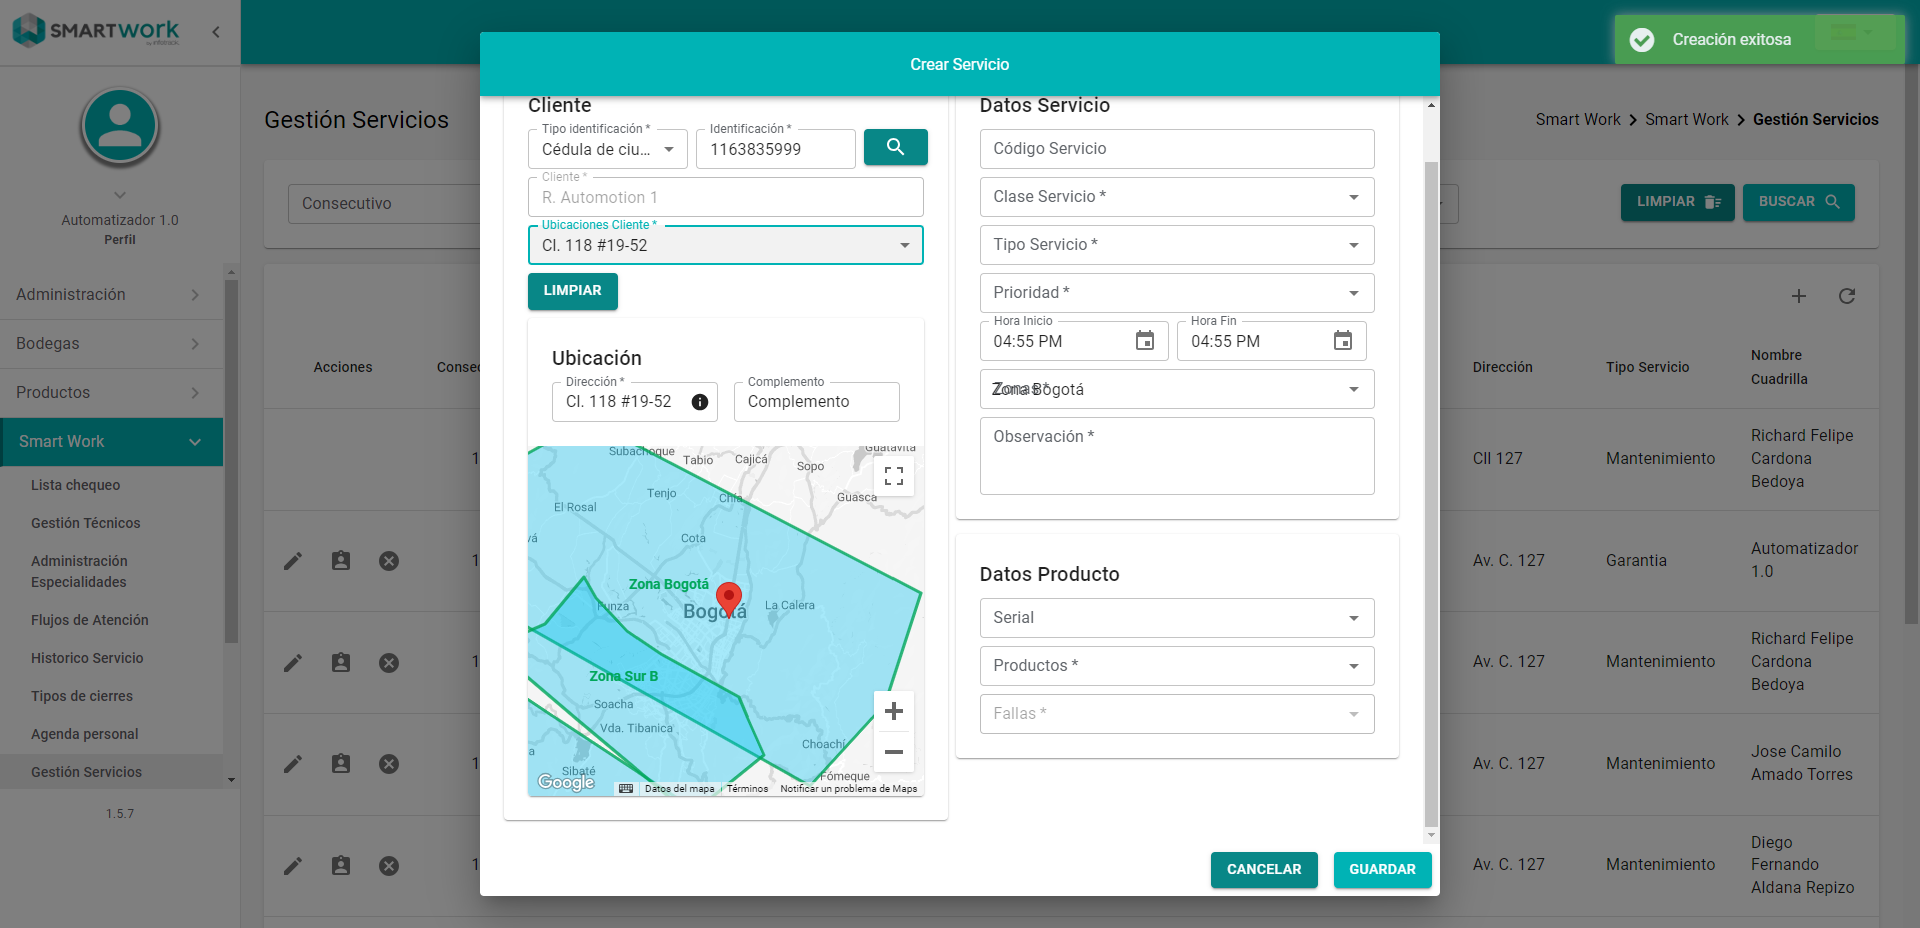 SMARTWORK
by infotrack
Creación exitosa
Crear Servicio
Automatizador 1.0
Perfil
Administración
Bodegas
Productos
Smart Work
Lista chequeo
Gestión Técnicos
Administración
Especialidades
Flujos de Atención
Historico Servicio
Tipos de cierres
Agenda personal
Gestión Servicios
1.5.7
Gestión Servicios
Smart Work
Smart Work
Gestión Servicios
Consecutivo
LIMPIAR
BUSCAR
Acciones
Dirección
Tipo Servicio
Nombre
Cuadrilla
Cll 127
Mantenimiento
Richard Felipe
Cardona
Bedoya
Av. C. 127
Garantia
Automatizador
1.0
Av. C. 127
Mantenimiento
Richard Felipe
Cardona
Bedoya
Av. C. 127
Mantenimiento
Jose Camilo
Amado Torres
Av. C. 127
Mantenimiento
Diego
Fernando
Aldana Repizo
Cliente
Tipo identificación *
Cédula de ciu...
Identificación *
1163835999
Cliente *
R. Automotion 1
Ubicaciones Cliente *
Cl. 118 #19-52
LIMPIAR
Ubicación
Dirección *
Cl. 118 #19-52
Complemento
Complemento
Subachoque
Tabio
Cajicá
Sopo
Guatavita
Tenjo
Chía
Guasca
El Rosal
Cota
Zona Bogotá
Funza
Bogotá
La Calera
Zona Sur B
Soacha
Vda. Tibanica
Choachí
Sibaté
Fómeque
Google
Datos del mapa
Términos
Notificar un problema de Maps
Datos Servicio
Código Servicio
Clase Servicio *
Tipo Servicio *
Prioridad *
Hora Inicio
04:55 PM
Hora Fin
04:55 PM
Zonas *
Zona Bogotá
Observación *
Datos Producto
Serial
Productos *
Fallas *
CANCELAR
GUARDAR